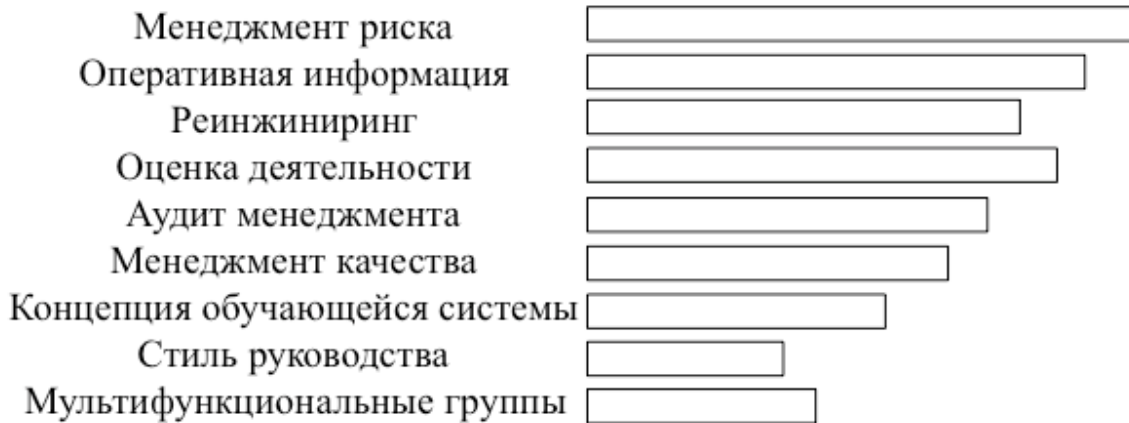 Менеджмент риска
Оперативная информация
Реинжиниринг
Оценка деятельности
Аудит менеджмента
Менеджмент качества
Концепция обучающейся системы
Стиль руководства
Мультифункциональные группы